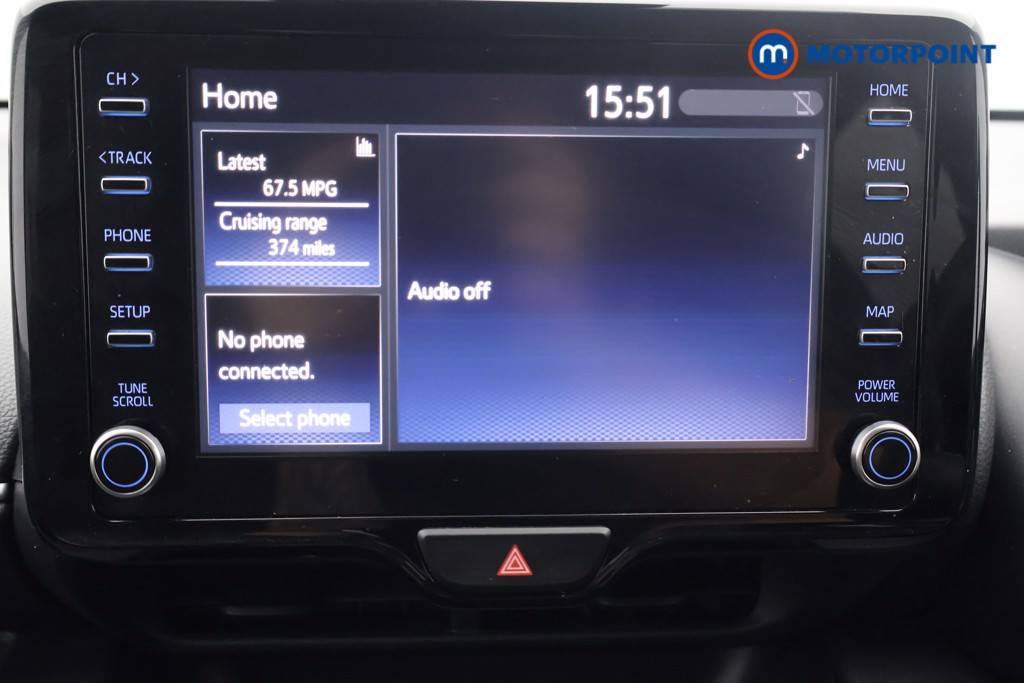 m MOTORPOINT
CH >
<TRACK
PHONE
SETUP
TUNE
SCROLL
Home
15:51
Latest
67.5 MPG
Cruising range
374 miles
No phone
connected.
Select phone
Audio off
HOME
MENU
AUDIO
MAP
POWER
VOLUME